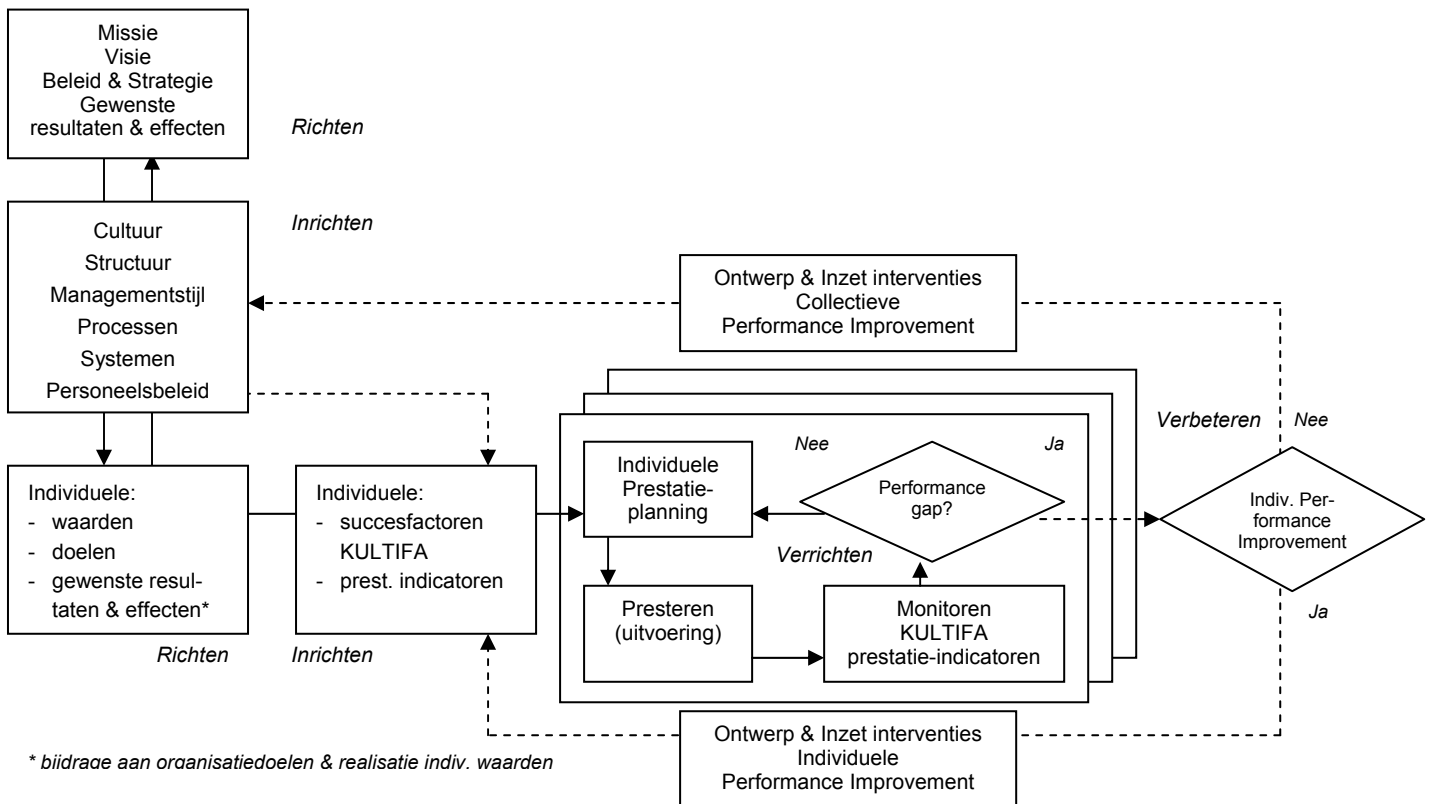 Missie
Visie
Beleid & Strategie
Gewenste
resultaten & effecten
Richten
Cultuur
Structuur
Managementstijl
Processen
Systemen
Personeelsbeleid
Inrichten
Ontwerp & Inzet interventies
Collectieve
Performance Improvement
Individuele:
- waarden
- doelen
- gewenste resul-
taten & effecten*
Richten
Individuele:
- succesfactoren
KULTIFA
- prest. indicatoren
Inrichten
Individuele
Prestatie-
planning
Nee
Performance
gap?
Ja
Verrichten
Presteren
(uitvoering)
Monitoren
KULTIFA
prestatie-indicatoren
Verbeteren
Nee
Indiv. Per-
formance
Improvement
Ja
Ontwerp & Inzet interventies
Individuele
Performance Improvement
* bijdrage aan organisatiedoelen & realisatie indiv. waarden